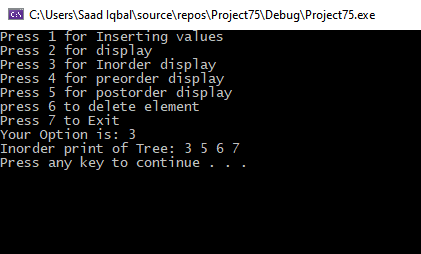 C:\Users\Saad Iqbal\source\repos\Project75\Debug\Project75.exe
Press 1 for Inserting values
Press 2 for display
Press 3 for Inorder display
Press 4 for preorder display
Press 5 for postorder display
press 6 to delete element
Press 7 to Exit
Your Option is: 3
Inorder print of Tree: 3 5 6 7
Press any key to continue . . .